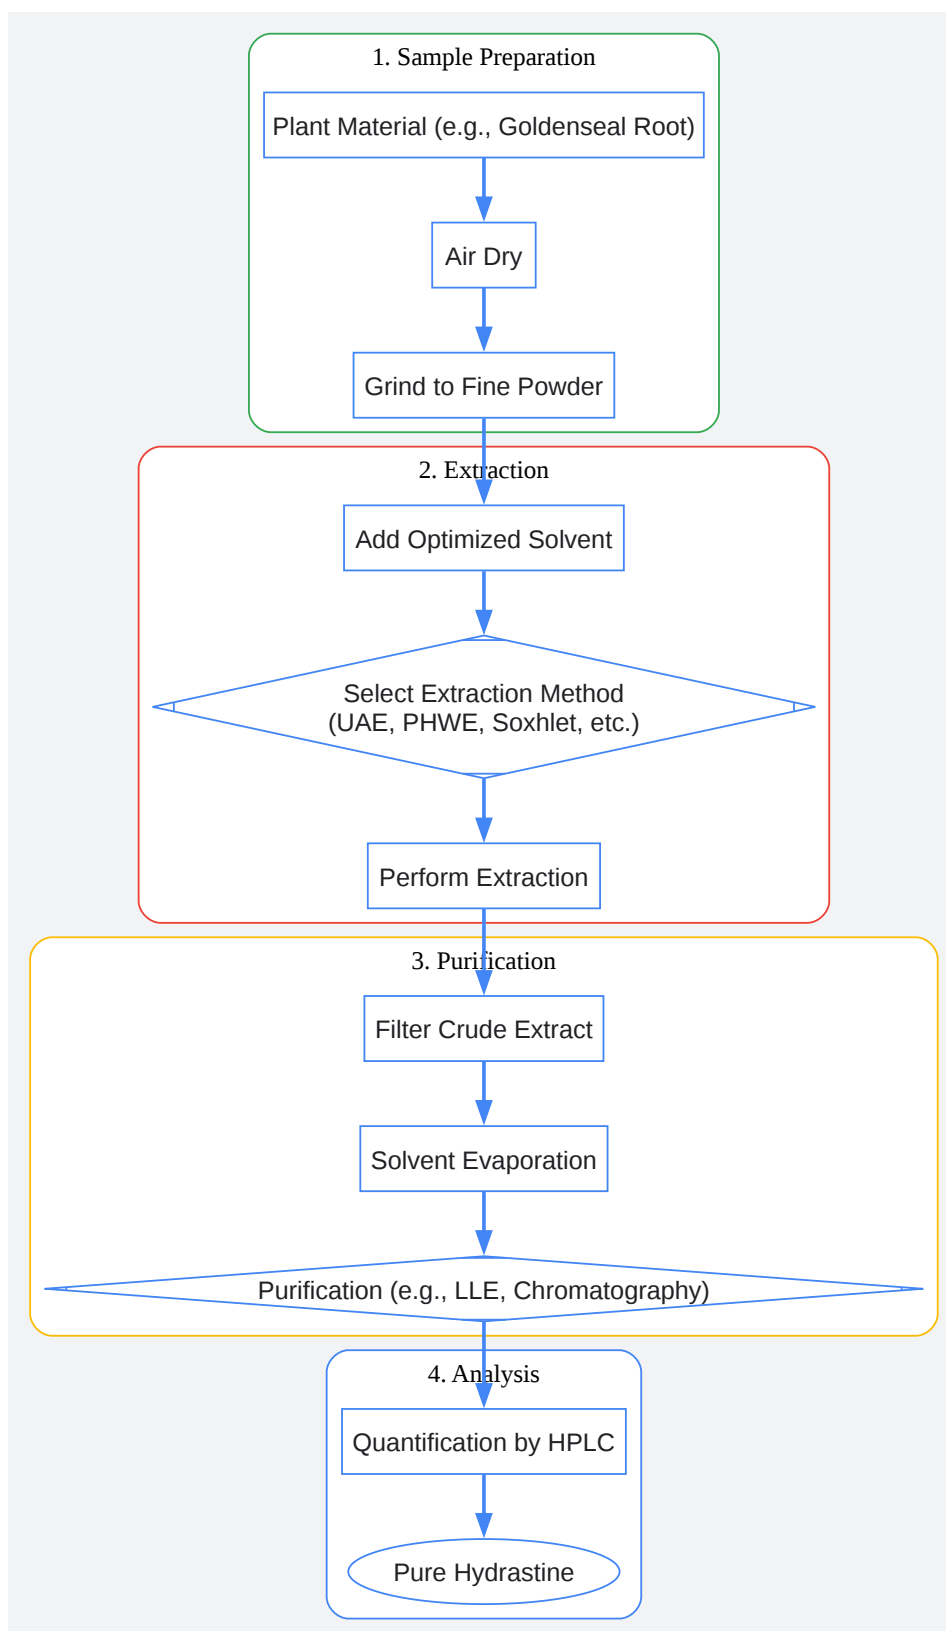 1. Sample Preparation
Plant Material (e.g., Goldenseal Root)
Air Dry
Grind to Fine Powder
2. Extraction
Add Optimized Solvent
Select Extraction Method
(UAE, PHWE, Soxhlet, etc.)
Perform Extraction
3. Purification
Filter Crude Extract
Solvent Evaporation
Purification (e.g., LLE, Chromatography)
4. Analysis
Quantification by HPLC
Pure Hydrastine